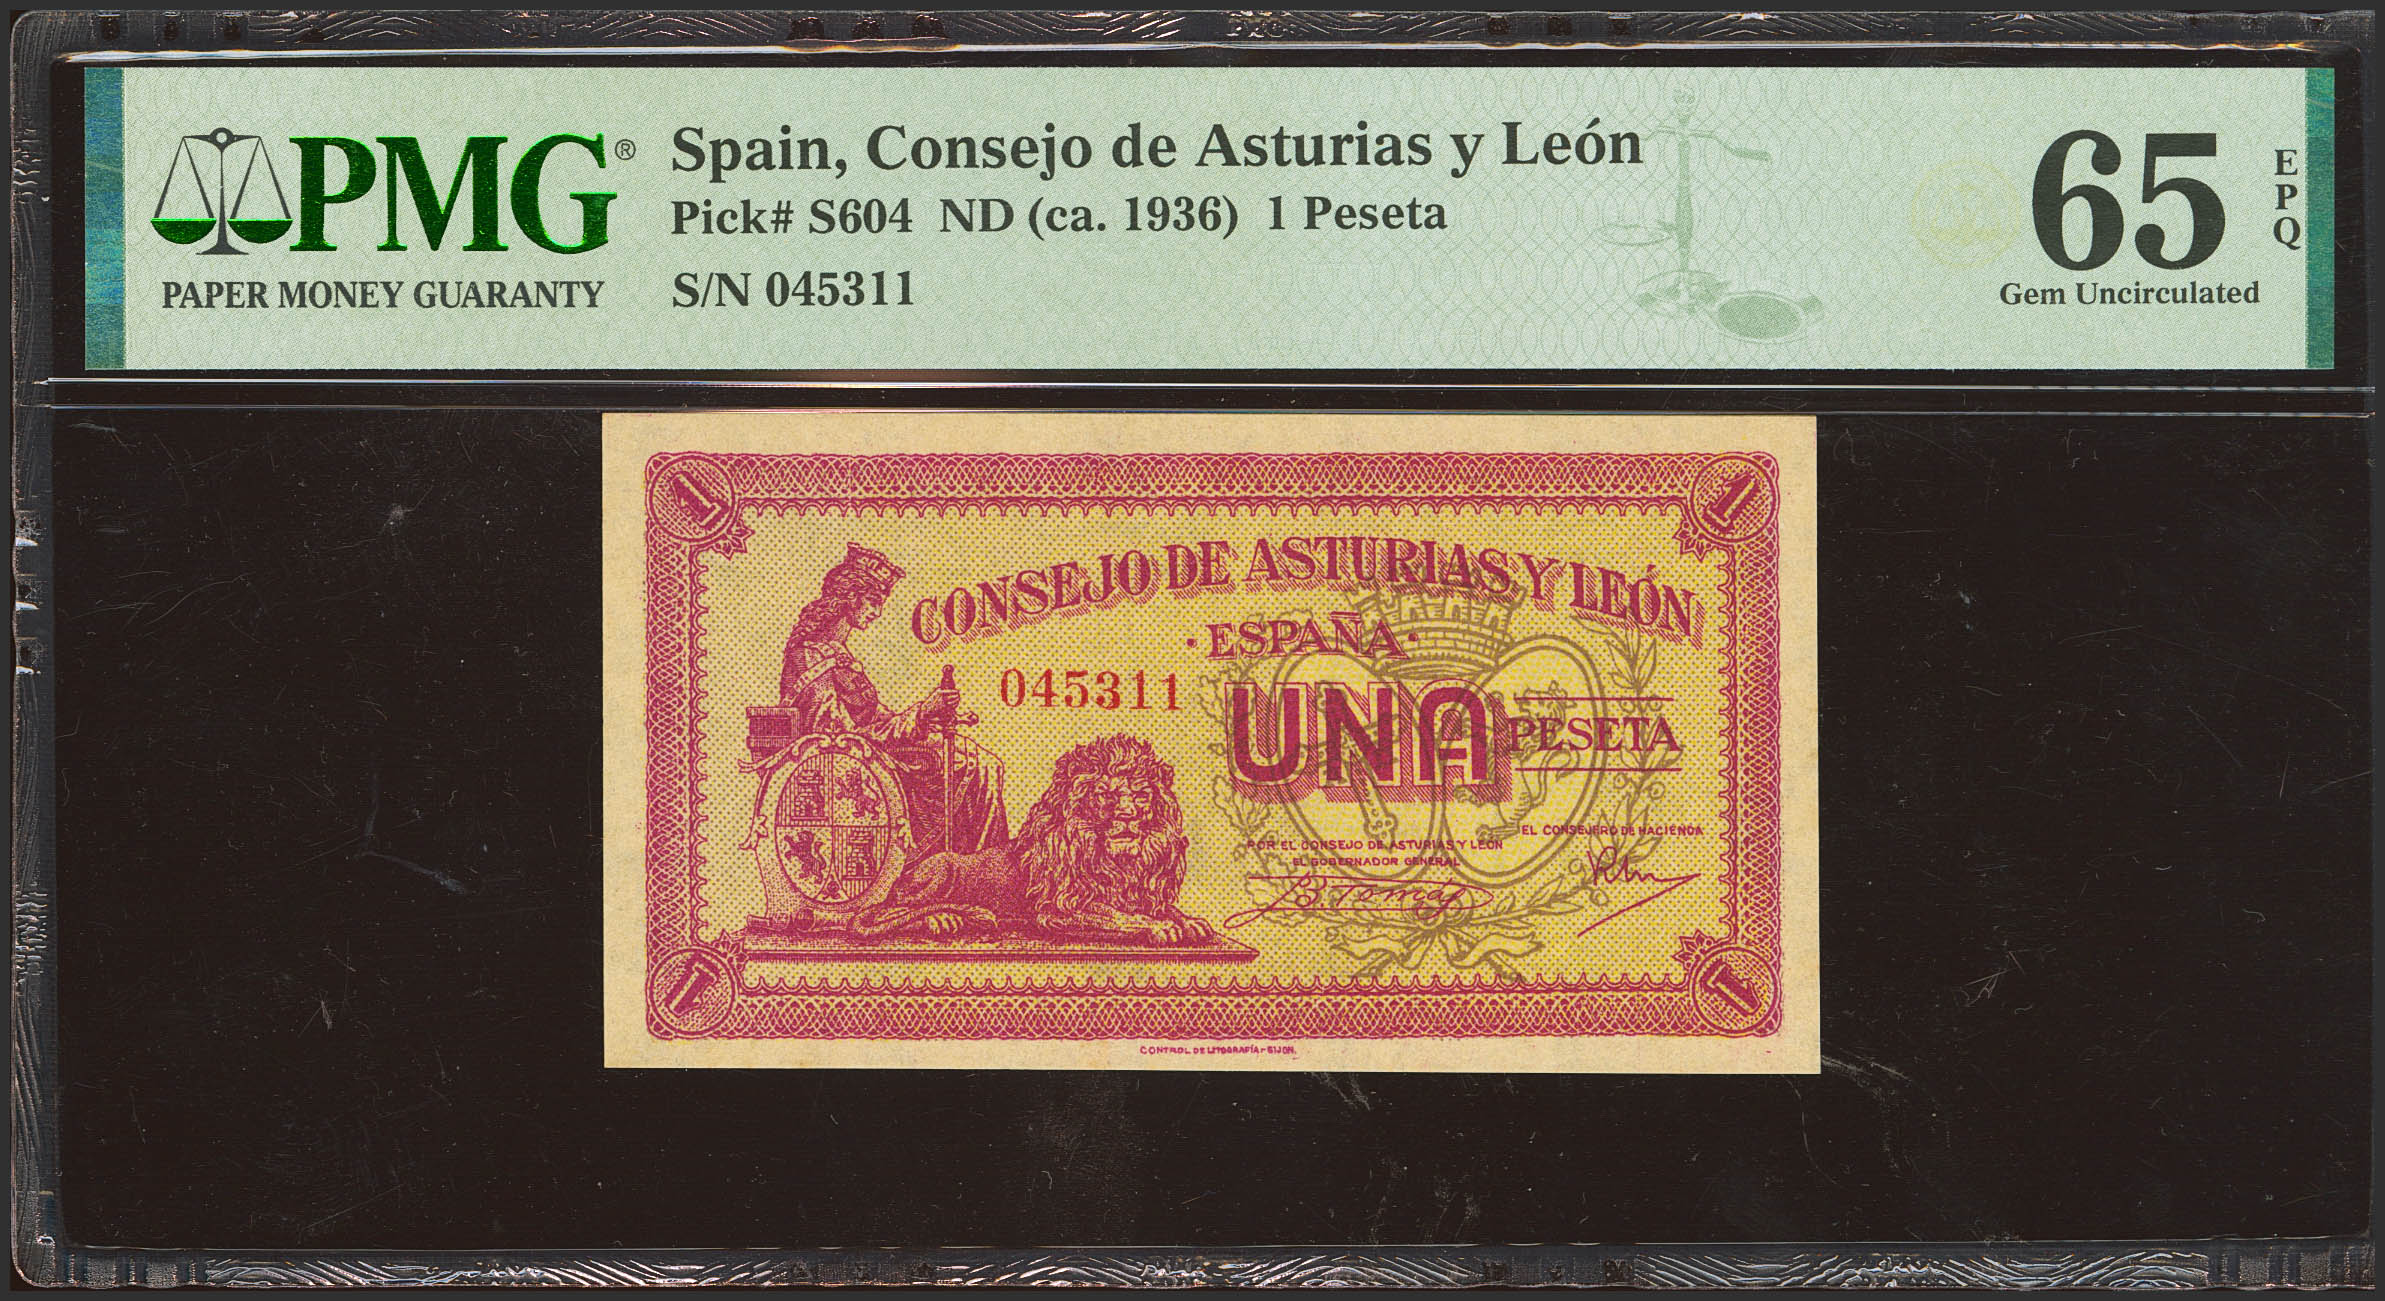 PMG®
PAPER MONEY GUARANTY
Spain, Consejo de Asturias y León
Pick# S604 ND (ca. 1936) 1 Peseta
S/N 045311
65
EPQ
Gem Uncirculated
1
1
CONSEJO DE ASTURIAS Y LEÓN
·ESPAÑA·
045311
UNA PESETA
EL CONSEJERO DE HACIENDA
POR EL CONSEJO DE ASTURIAS Y LEÓN
EL GOBERNADOR GENERAL
B. Tomás
1
1
CONTROL DE LITOGRAFÍA - GIJON.